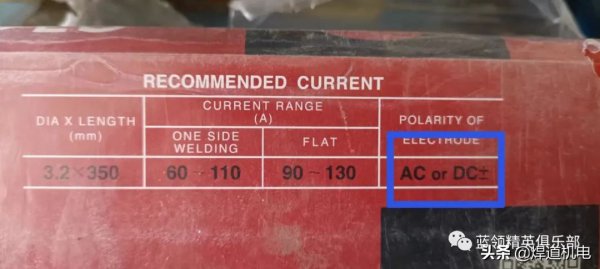 RECOMMENDED CURRENT
DIA X LENGTH
(mm)
CURRENT RANGE
(A)
ONE SIDE
WELDING
FLAT
POLARITY OF
ELECTRODE
3.2×350
60~110
90~130
AC or DC±
蓝领精英俱乐部
头条 @焊道机电